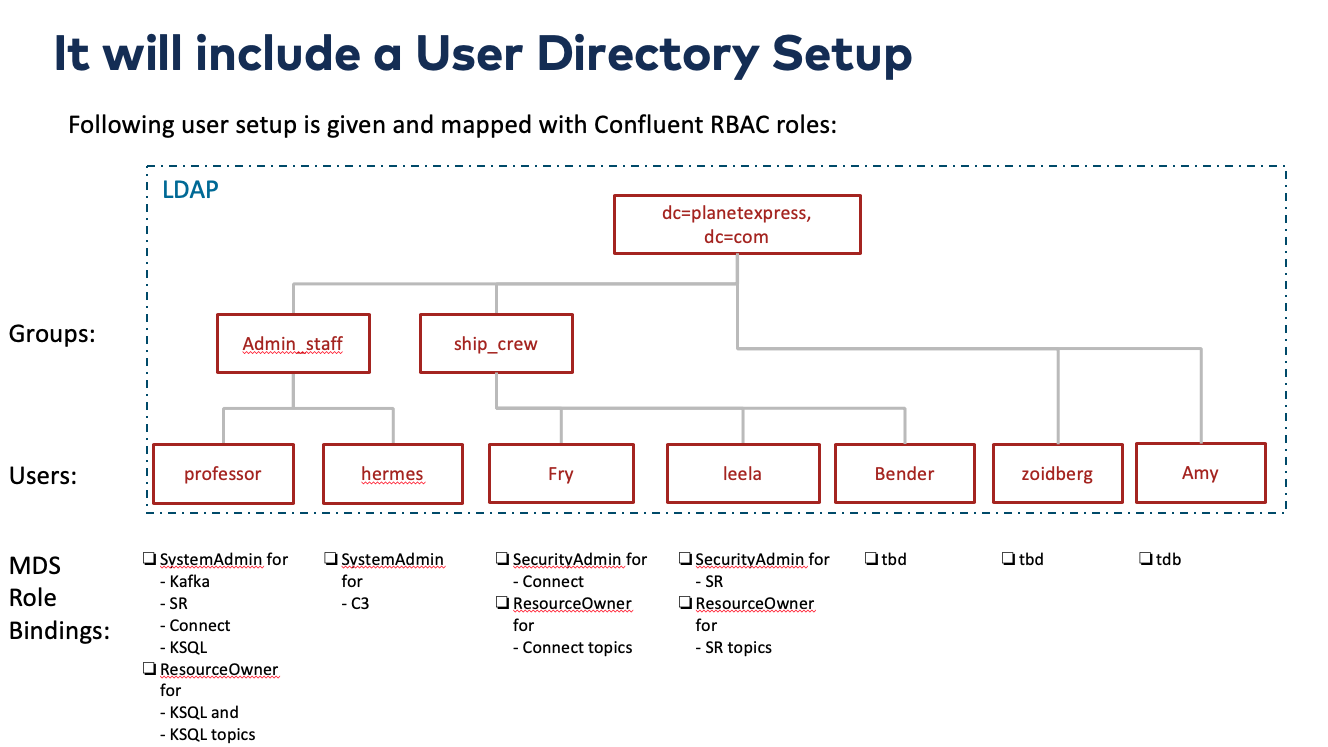 It will include a User Directory Setup
Following user setup is given and mapped with Confluent RBAC roles:
LDAP
dc=planetexpress,
dc=com
Groups:
Admin_staff
ship_crew
Users:
professor
hermes
Fry
leela
Bender
zoidberg
Amy
MDS
Role
Bindings:
❑ SystemAdmin for
- Kafka
- SR
- Connect
- KSQL
❑ ResourceOwner
for
- KSQL and
- KSQL topics
❑ SystemAdmin
for
- C3
❑ SecurityAdmin for
- Connect
❑ ResourceOwner
for
- Connect topics
❑ SecurityAdmin for
- SR
❑ ResourceOwner
for
- SR topics
❑ tbd
❑ tbd
❑ tdb